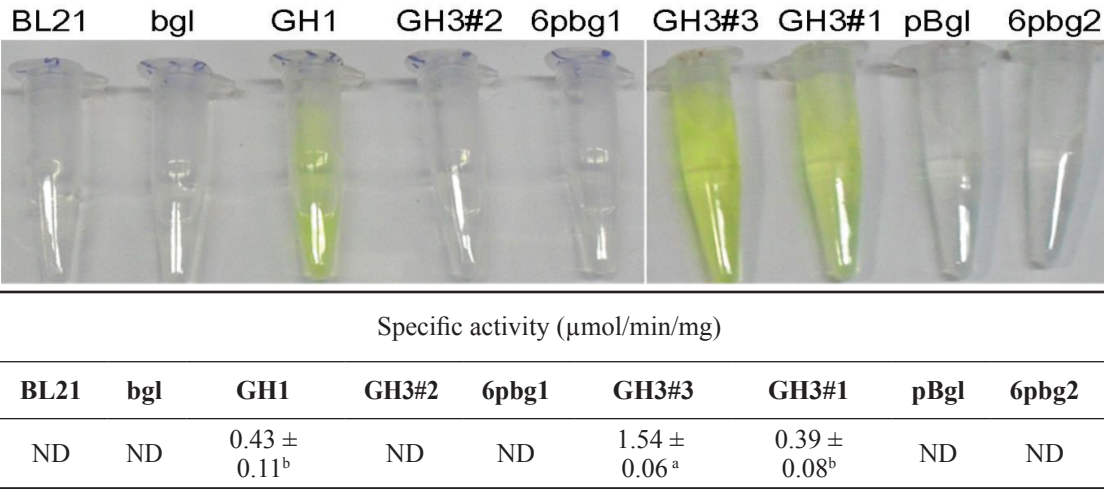 BL21 bgl GH1 GH3#2 6pbg1 GH3#3 GH3#1 pBgl 6pbg2
Specific activity (µmol/min/mg)
BL21 bgl GH1 GH3#2 6pbg1 GH3#3 GH3#1 pBgl 6pbg2
ND ND 0.43 ± 0.11ᵇ ND ND 1.54 ± 0.06 ᵃ 0.39 ± 0.08ᵇ ND ND